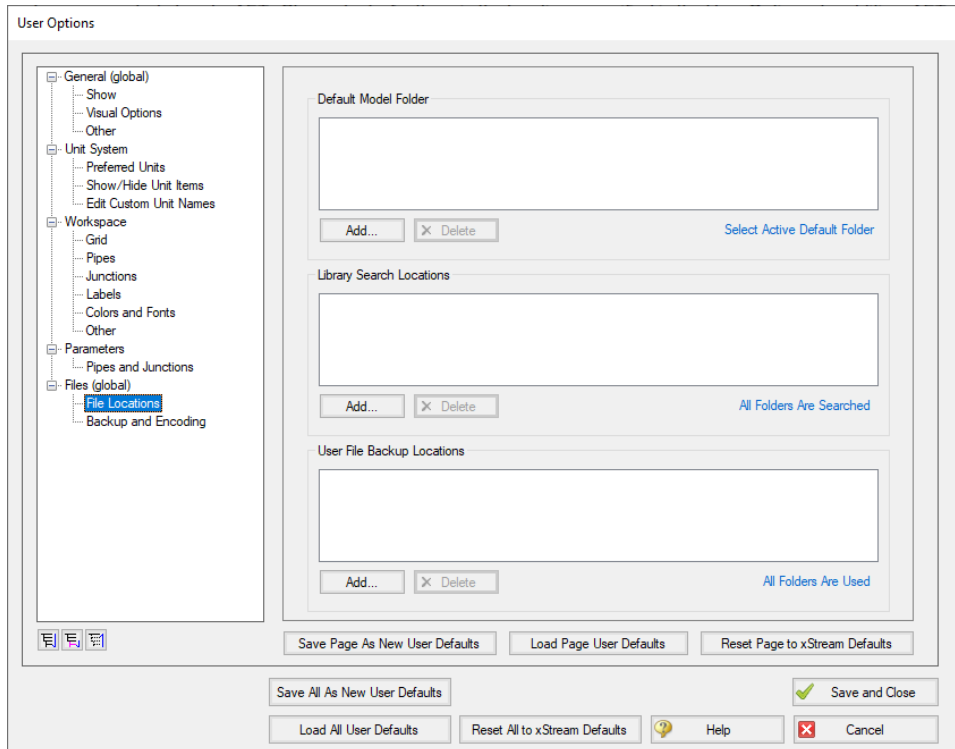 User Options
General (global)
Show
Visual Options
Other
Unit System
Preferred Units
Show/Hide Unit Items
Edit Custom Unit Names
Workspace
Grid
Pipes
Junctions
Labels
Colors and Fonts
Other
Parameters
Pipes and Junctions
Files (global)
File Locations
Backup and Encoding
Default Model Folder
Add... Delete Select Active Default Folder
Library Search Locations
Add... Delete All Folders Are Searched
User File Backup Locations
Add... Delete All Folders Are Used
Save Page As New User Defaults Load Page User Defaults Reset Page to xStream Defaults
Save All As New User Defaults Save and Close
Load All User Defaults Reset All to xStream Defaults Help Cancel